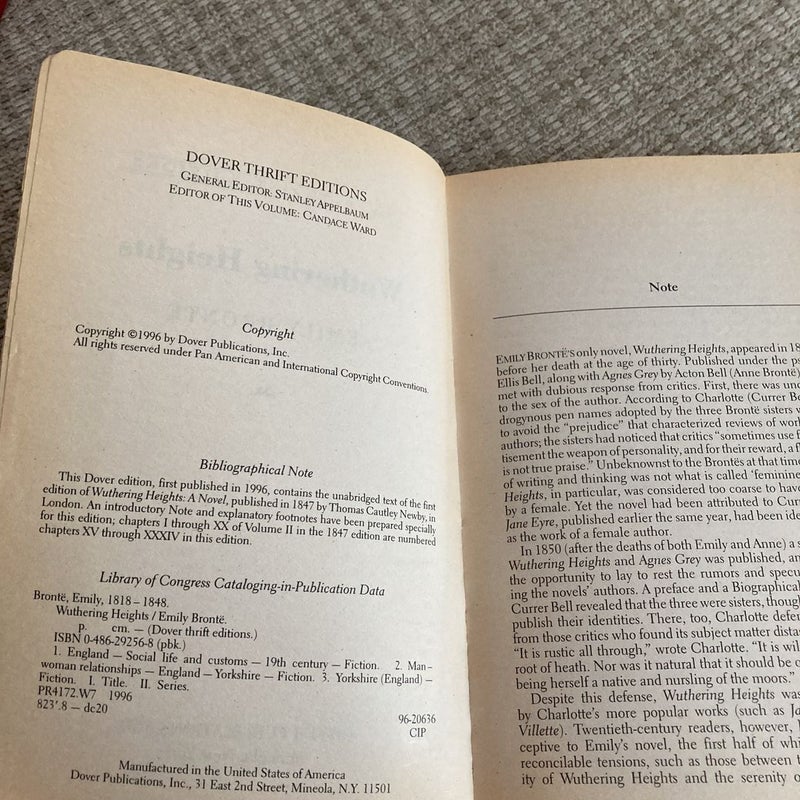 DOVER THRIFT EDITIONS
GENERAL EDITOR: STANLEY APPELBAUM
EDITOR OF THIS VOLUME: CANDACE WARD
Copyright
Copyright ©1996 by Dover Publications, Inc.
All rights reserved under Pan American and International Copyright Conventions.
Bibliographical Note
This Dover edition, first published in 1996, contains the unabridged text of the first
edition of Wuthering Heights: A Novel, published in 1847 by Thomas Cautley Newby, in
London. An introductory Note and explanatory footnotes have been prepared specially
for this edition; chapters I through XX of Volume II in the 1847 edition are numbered
chapters XV through XXXIV in this edition.
Library of Congress Cataloging-in-Publication Data
Brontë, Emily, 1818–1848.
Wuthering Heights / Emily Brontë.
p. cm. — (Dover thrift editions.)
ISBN 0-486-29256-8 (pbk.)
1. England — Social life and customs — 19th century — Fiction. 2. Man–
woman relationships — England — Yorkshire — Fiction. 3. Yorkshire (England) —
Fiction. I. Title. II. Series.
PR4172.W7 1996
823'.8 — dc20
96-20636
CIP
Manufactured in the United States of America
Dover Publications, Inc., 31 East 2nd Street, Mineola, N.Y. 11501
Note
EMILY BRONTË'S only novel, Wuthering Heights, appeared in 18
before her death at the age of thirty. Published under the ps
Ellis Bell, along with Agnes Grey by Acton Bell (Anne Brontë)
met with dubious response from critics. First, there was unc
to the sex of the author. According to Charlotte (Currer Be
drogynous pen names adopted by the three Brontë sisters w
to avoid the "prejudice" that characterized reviews of wor
authors; the sisters had noticed that critics "sometimes use f
tisement the weapon of personality, and for their reward, a f
is not true praise." Unbeknownst to the Brontës at that time
of writing and thinking was not what is called 'feminine
Heights, in particular, was considered too coarse to hav
by a female. Yet the novel had been attributed to Curr
Jane Eyre, published earlier the same year, had been ide
as the work of a female author.
In 1850 (after the deaths of both Emily and Anne) a s
Wuthering Heights and Agnes Grey was published, an
the opportunity to lay to rest the rumors and specu
ing the novels' authors. A preface and a Biographical
Currer Bell revealed that the three were sisters, though
publish their identities. There, too, Charlotte defe
from those critics who found its subject matter dista
"It is rustic all through," wrote Charlotte. "It is wil
root of heath. Nor was it natural that it should be o
being herself a native and nursling of the moors."
Despite this defense, Wuthering Heights was
by Charlotte's more popular works (such as Ja
Villette). Twentieth-century readers, however, h
ceptive to Emily's novel, the first half of whi
reconcilable tensions, such as those between t
ity of Wuthering Heights and the serenity o